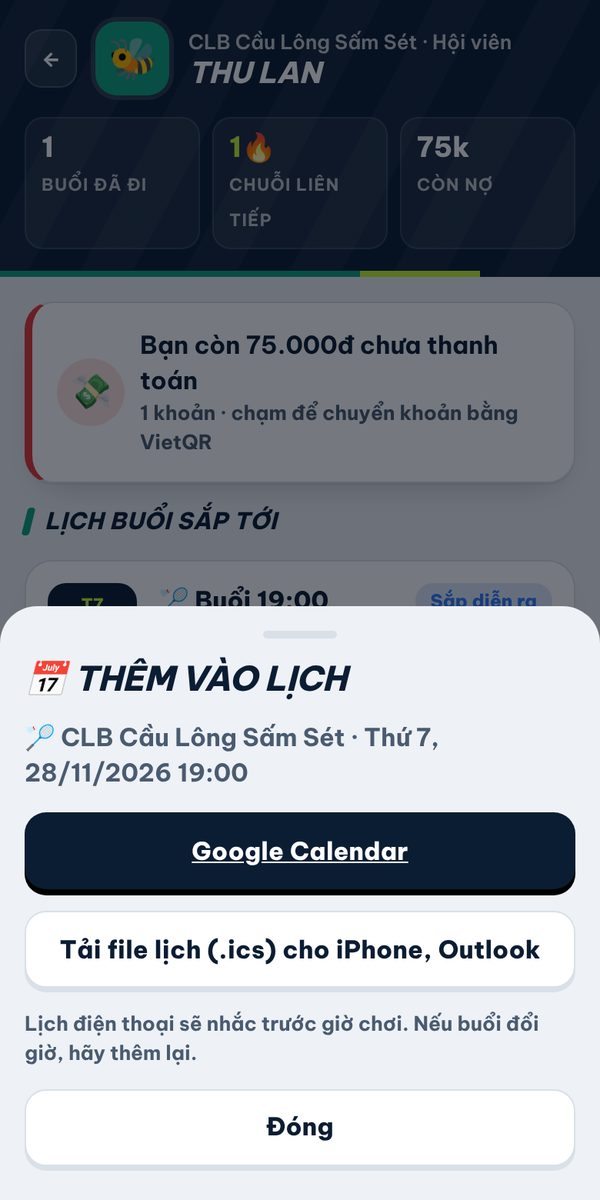 CLB Cầu Lông Sấm Sét · Hội viên
THU LAN
1
BUỔI ĐÃ ĐI
1🔥
CHUỖI LIÊN
TIẾP
75k
CÒN NỢ
Bạn còn 75.000đ chưa thanh
toán
1 khoản · chạm để chuyển khoản bằng
VietQR
LỊCH BUỔI SẮP TỚI
T7
🏸 Buổi 19:00
Sắp diễn ra
July
17
THÊM VÀO LỊCH
🏸 CLB Cầu Lông Sấm Sét · Thứ 7,
28/11/2026 19:00
Google Calendar
Tải file lịch (.ics) cho iPhone, Outlook
Lịch điện thoại sẽ nhắc trước giờ chơi. Nếu buổi đổi
giờ, hãy thêm lại.
Đóng